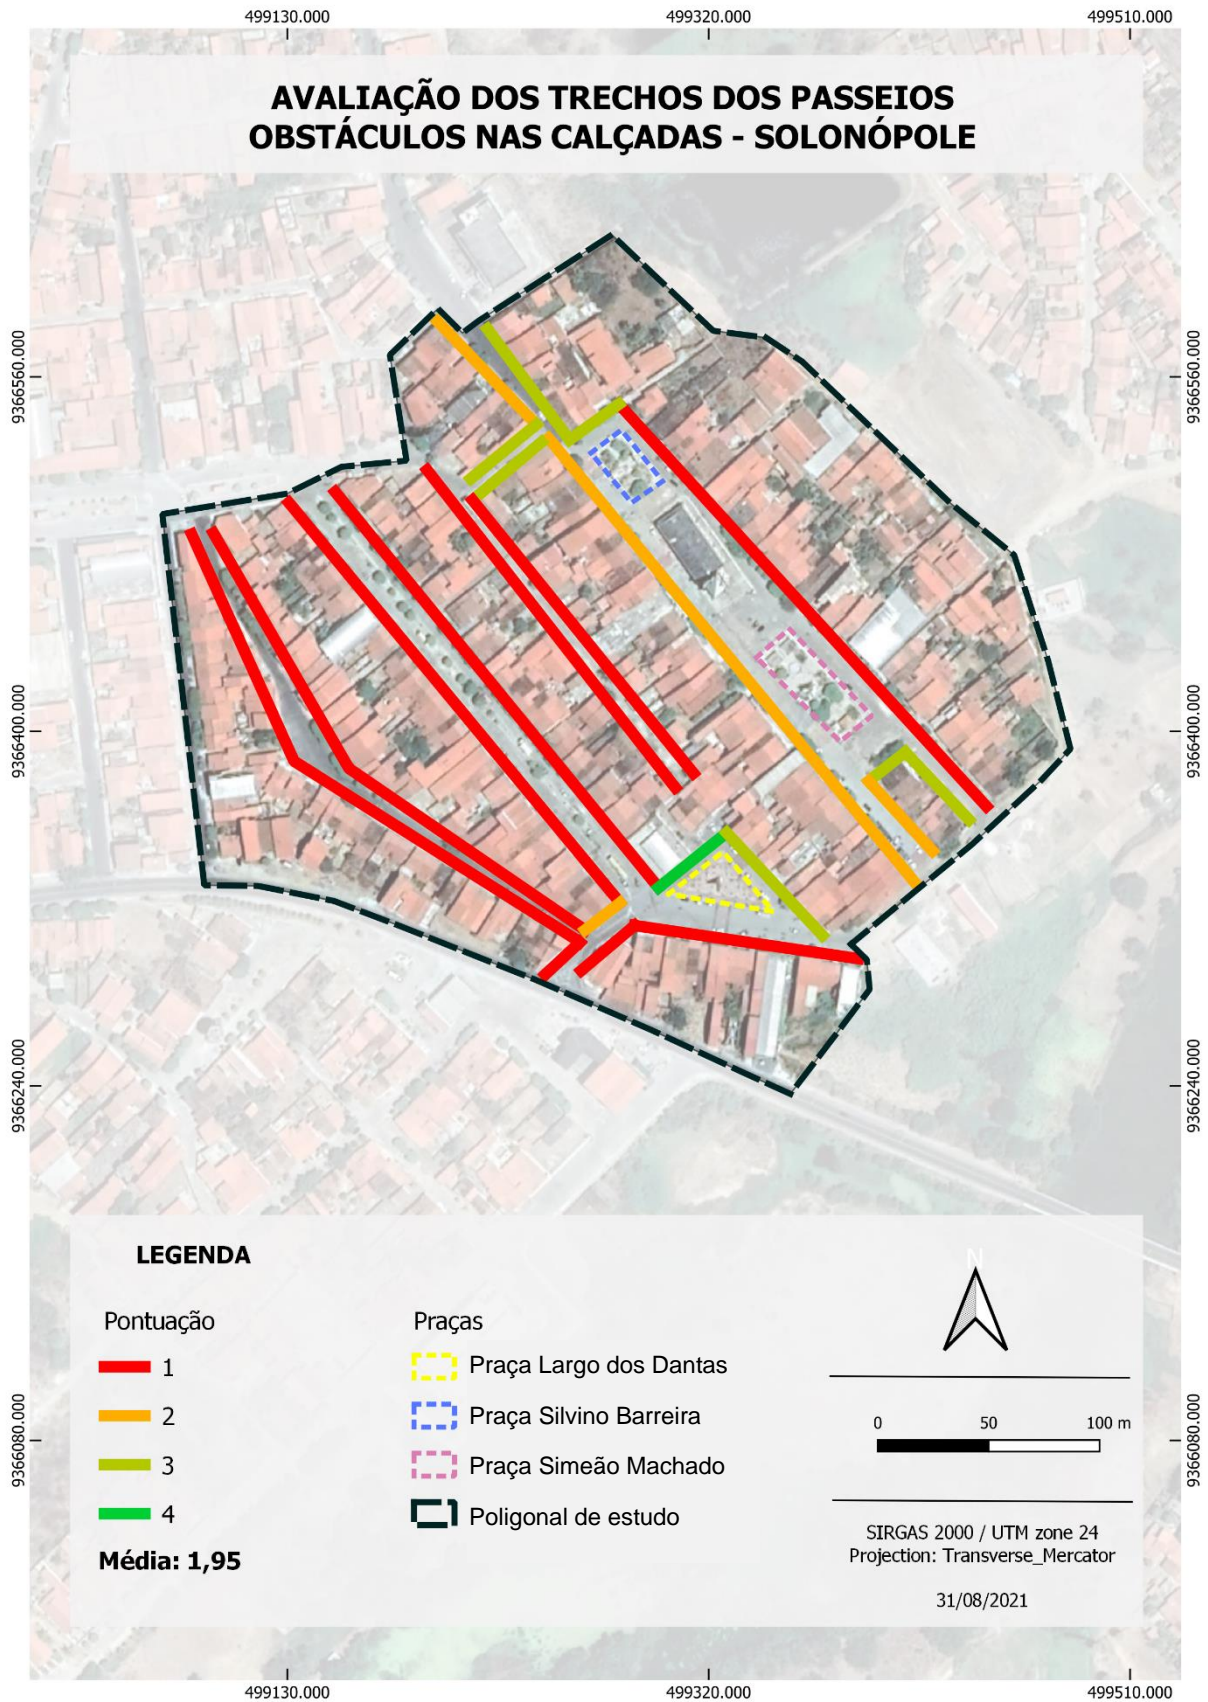 499130.000
499320.000
499510.000
AVALIAÇÃO DOS TRECHOS DOS PASSEIOS
OBSTÁCULOS NAS CALÇADAS - SOLONÓPOLE
9366560.000
9366560.000
9366400.000
9366400.000
9366240.000
9366240.000
LEGENDA
N
Pontuação
Praças
1
Praça Largo dos Dantas
2
Praça Silvino Barreira
0 50 100 m
9366080.000
9366080.000
3
Praça Simeão Machado
4
Poligonal de estudo
SIRGAS 2000 / UTM zone 24
Projection: Transverse_Mercator
Média: 1,95
31/08/2021
499130.000
499320.000
499510.000